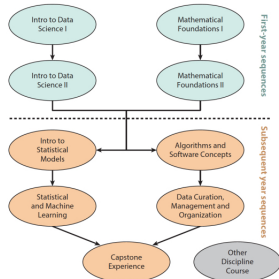 Intro to Data
Science I
Mathematical
Foundations I
Intro to Data
Science II
Mathematical
Foundations II
First-year sequences
Intro to
Statistical
Models
Algorithms and
Software Concepts
Statistical
and Machine
Learning
Data Curation,
Management and
Organization
Subsequent year sequences
Capstone
Experience
Other
Discipline
Course